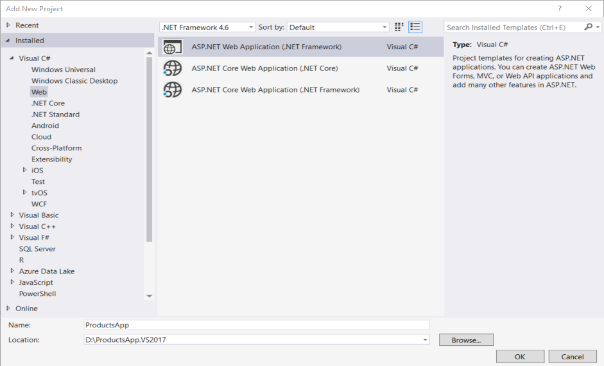 Add New Project
? ×
Recent
.NET Framework 4.6 Sort by: Default
Search Installed Templates (Ctrl+E)
Installed
Visual C#
Windows Universal
Windows Classic Desktop
Web
.NET Core
.NET Standard
Android
Cloud
Cross-Platform
Extensibility
iOS
Test
tvOS
WCF
Visual Basic
Visual C++
Visual F#
SQL Server
R
Azure Data Lake
JavaScript
PowerShell
Online
ASP.NET Web Application (.NET Framework) Visual C#
ASP.NET Core Web Application (.NET Core) Visual C#
ASP.NET Core Web Application (.NET Framework) Visual C#
Type: Visual C#
Project templates for creating ASP.NET
applications. You can create ASP.NET Web
Forms, MVC, or Web API applications and
add many other features in ASP.NET.
Name: ProductsApp
Location: D:\ProductsApp.VS2017
Browse...
OK Cancel